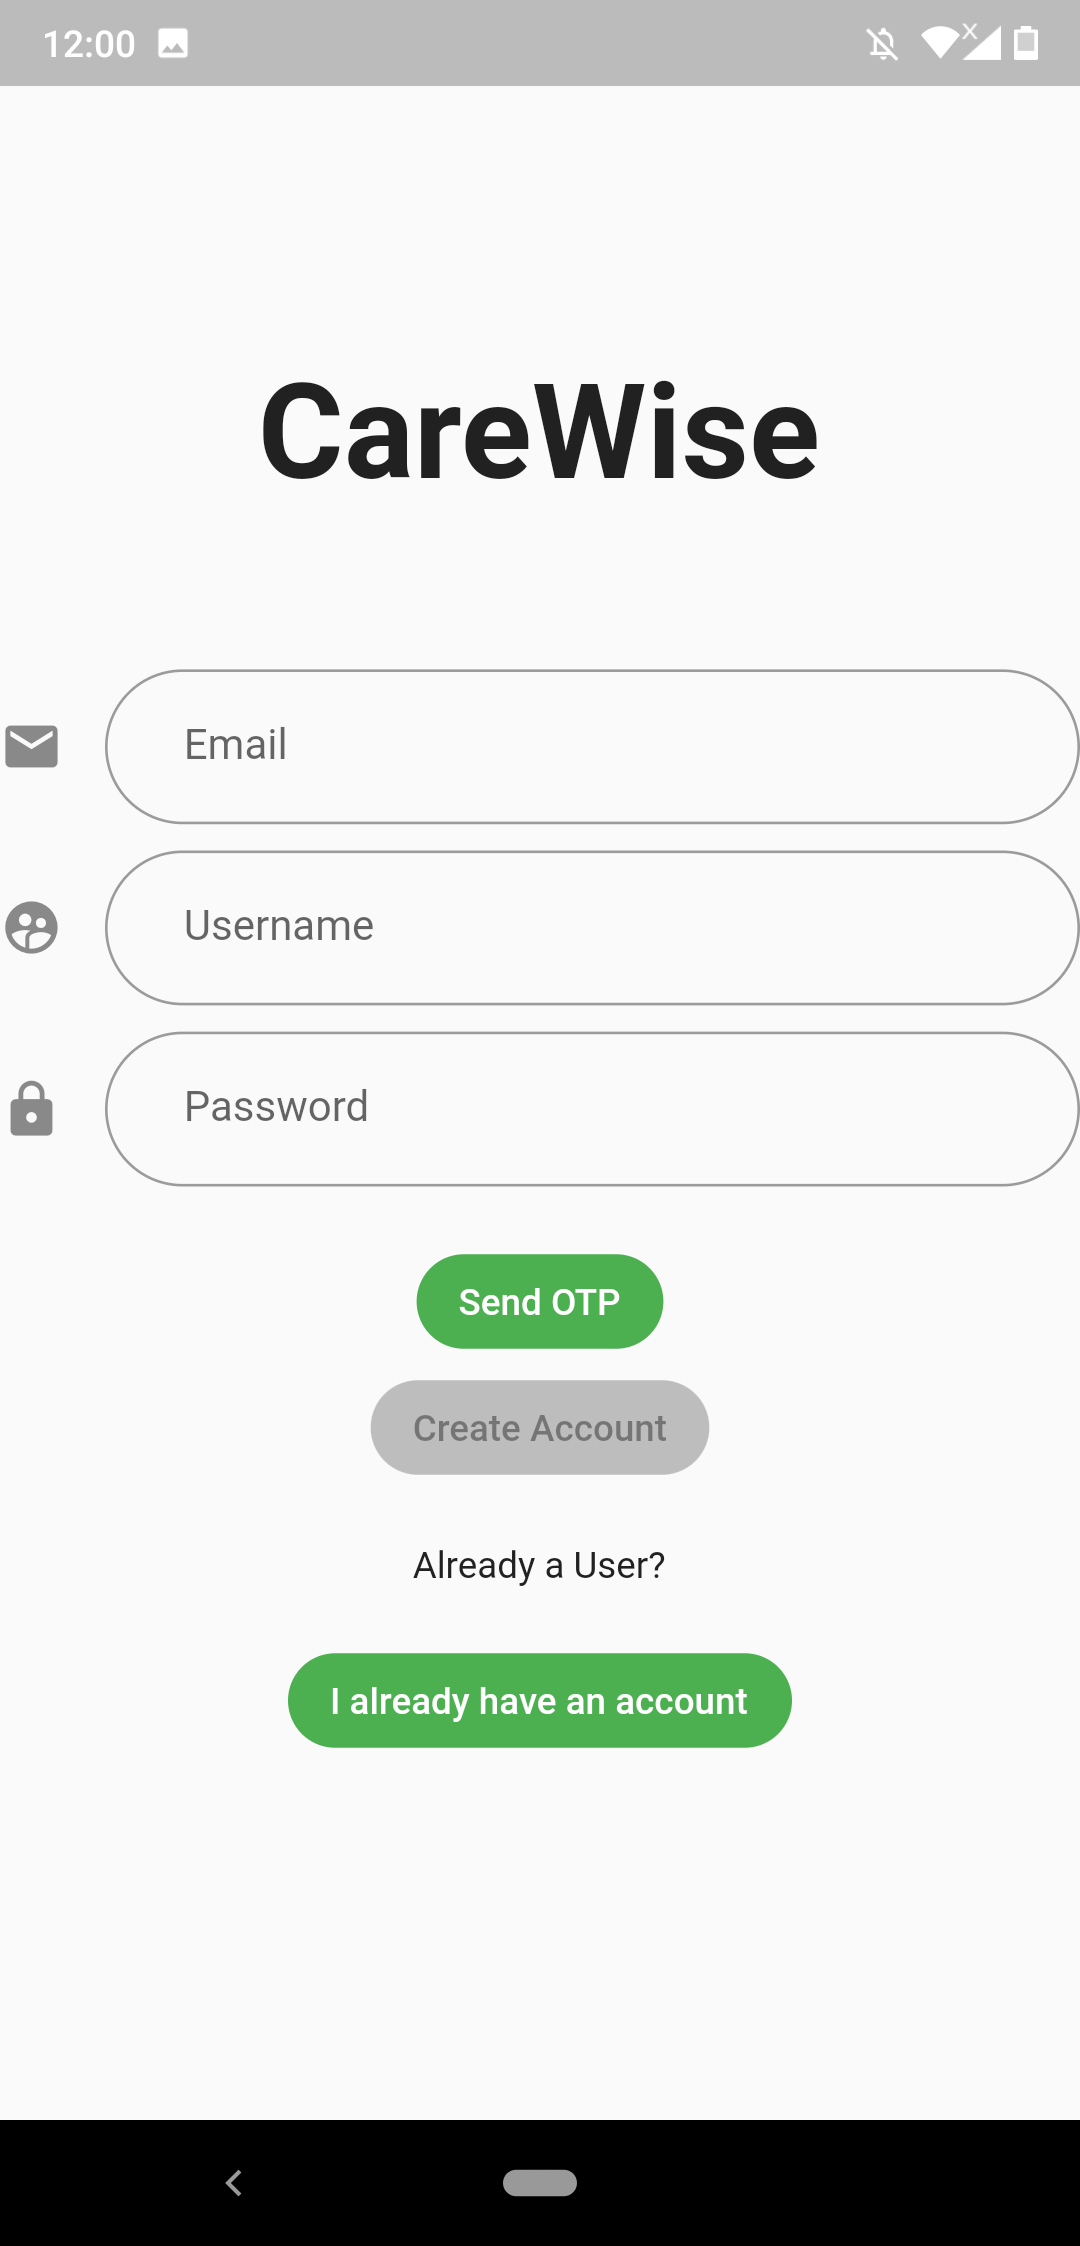 12:00
CareWise
Email
Username
Password
Send OTP
Create Account
Already a User?
I already have an account